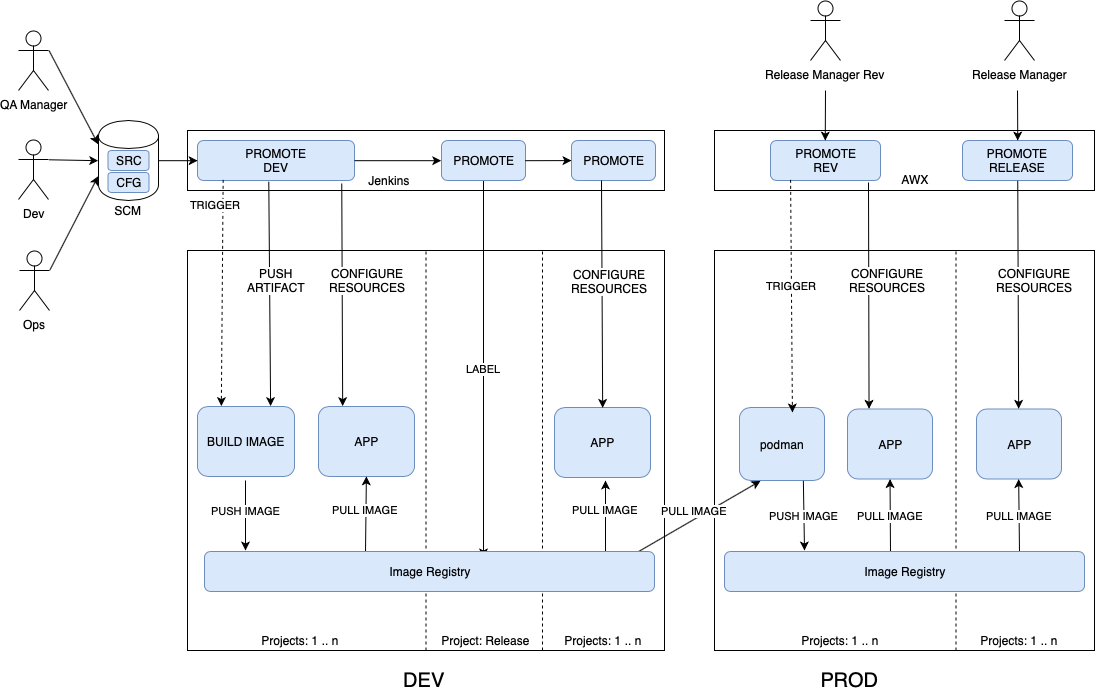 Release Manager Rev
Release Manager
QA Manager
SRC
CFG
SCM
Dev
Ops
PROMOTE
DEV
PROMOTE
PROMOTE
Jenkins
PROMOTE
REV
PROMOTE
RELEASE
AWX
TRIGGER
PUSH
ARTIFACT
CONFIGURE
RESOURCES
CONFIGURE
RESOURCES
TRIGGER
CONFIGURE
RESOURCES
CONFIGURE
RESOURCES
LABEL
BUILD IMAGE
APP
APP
podman
APP
APP
PUSH IMAGE
PULL IMAGE
PULL IMAGE
PULL IMAGE
PUSH IMAGE
PULL IMAGE
PULL IMAGE
Image Registry
Image Registry
Projects: 1 .. n
Project: Release
Projects: 1 .. n
Projects: 1 .. n
Projects: 1 .. n
DEV
PROD